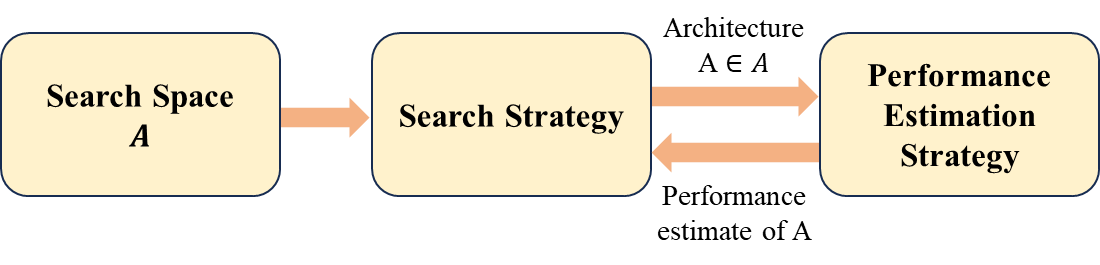 Search Space
A
Search Strategy
Architecture
A ∈ A
Performance
estimate of A
Performance
Estimation
Strategy